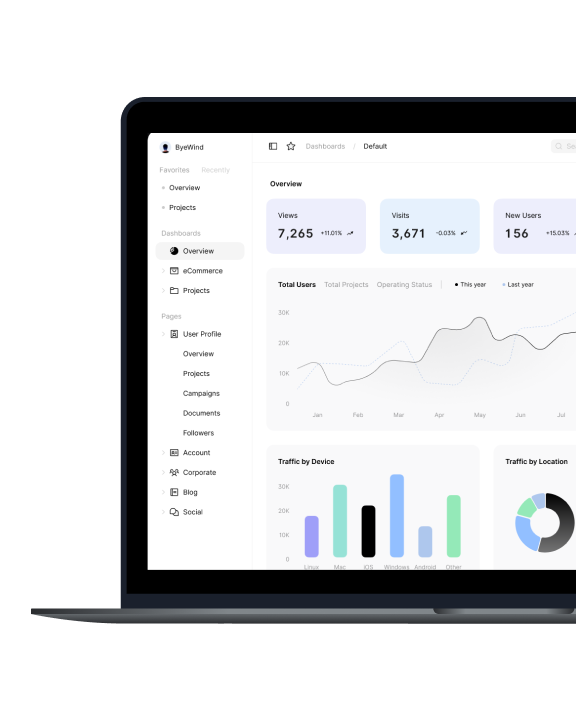 ByeWind
Favorites Recently
Overview
Projects
Dashboards
Overview
eCommerce
Projects
Pages
User Profile
Overview
Projects
Campaigns
Documents
Followers
Account
Corporate
Blog
Social
Dashboards / Default
Overview
Views
7,265 +11.01%
Visits
3,671 -0.03%
New Users
156 +15.03%
Total Users Total Projects Operating Status This year Last year
30K
20K
10K
0
Jan Feb Mar Apr May Jun Jul
Traffic by Device
30K
20K
10K
0
Linux Mac iOS Windows Android Other
Traffic by Location